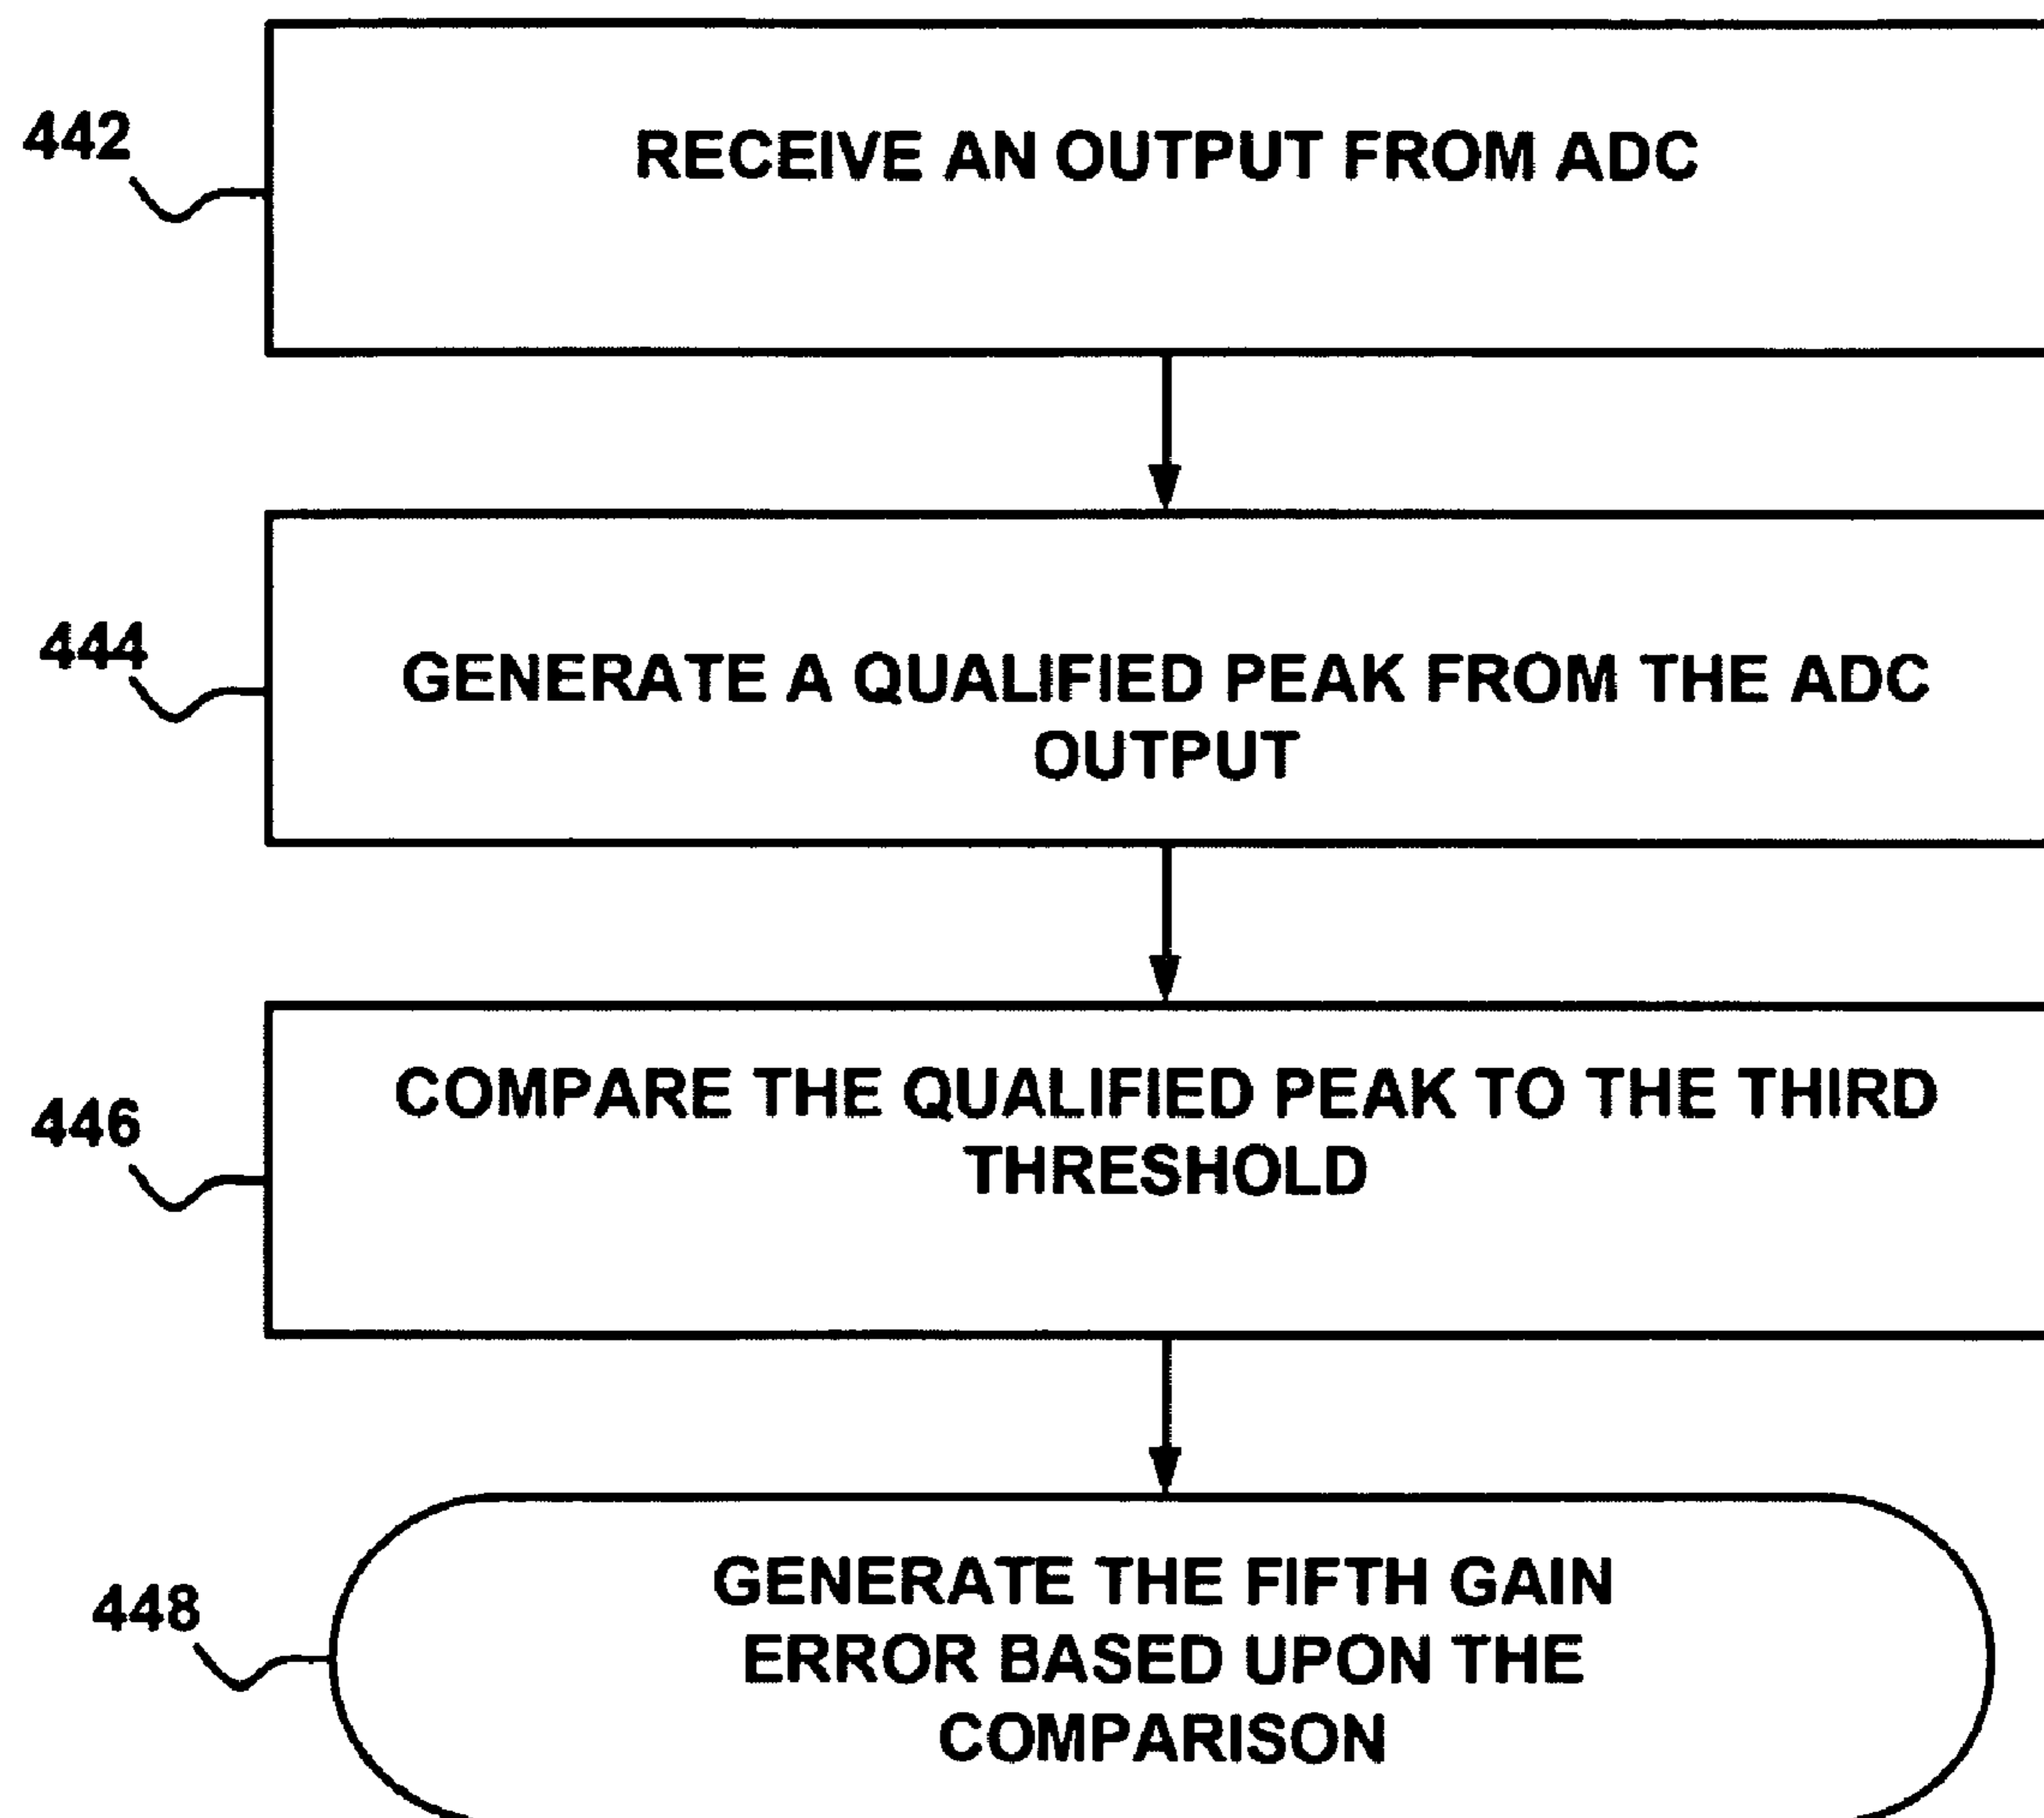 442
RECEIVE AN OUTPUT FROM ADC
444
GENERATE A QUALIFIED PEAK FROM THE ADC
OUTPUT
446
COMPARE THE QUALIFIED PEAK TO THE THIRD
THRESHOLD
448
GENERATE THE FIFTH GAIN
ERROR BASED UPON THE
COMPARISON